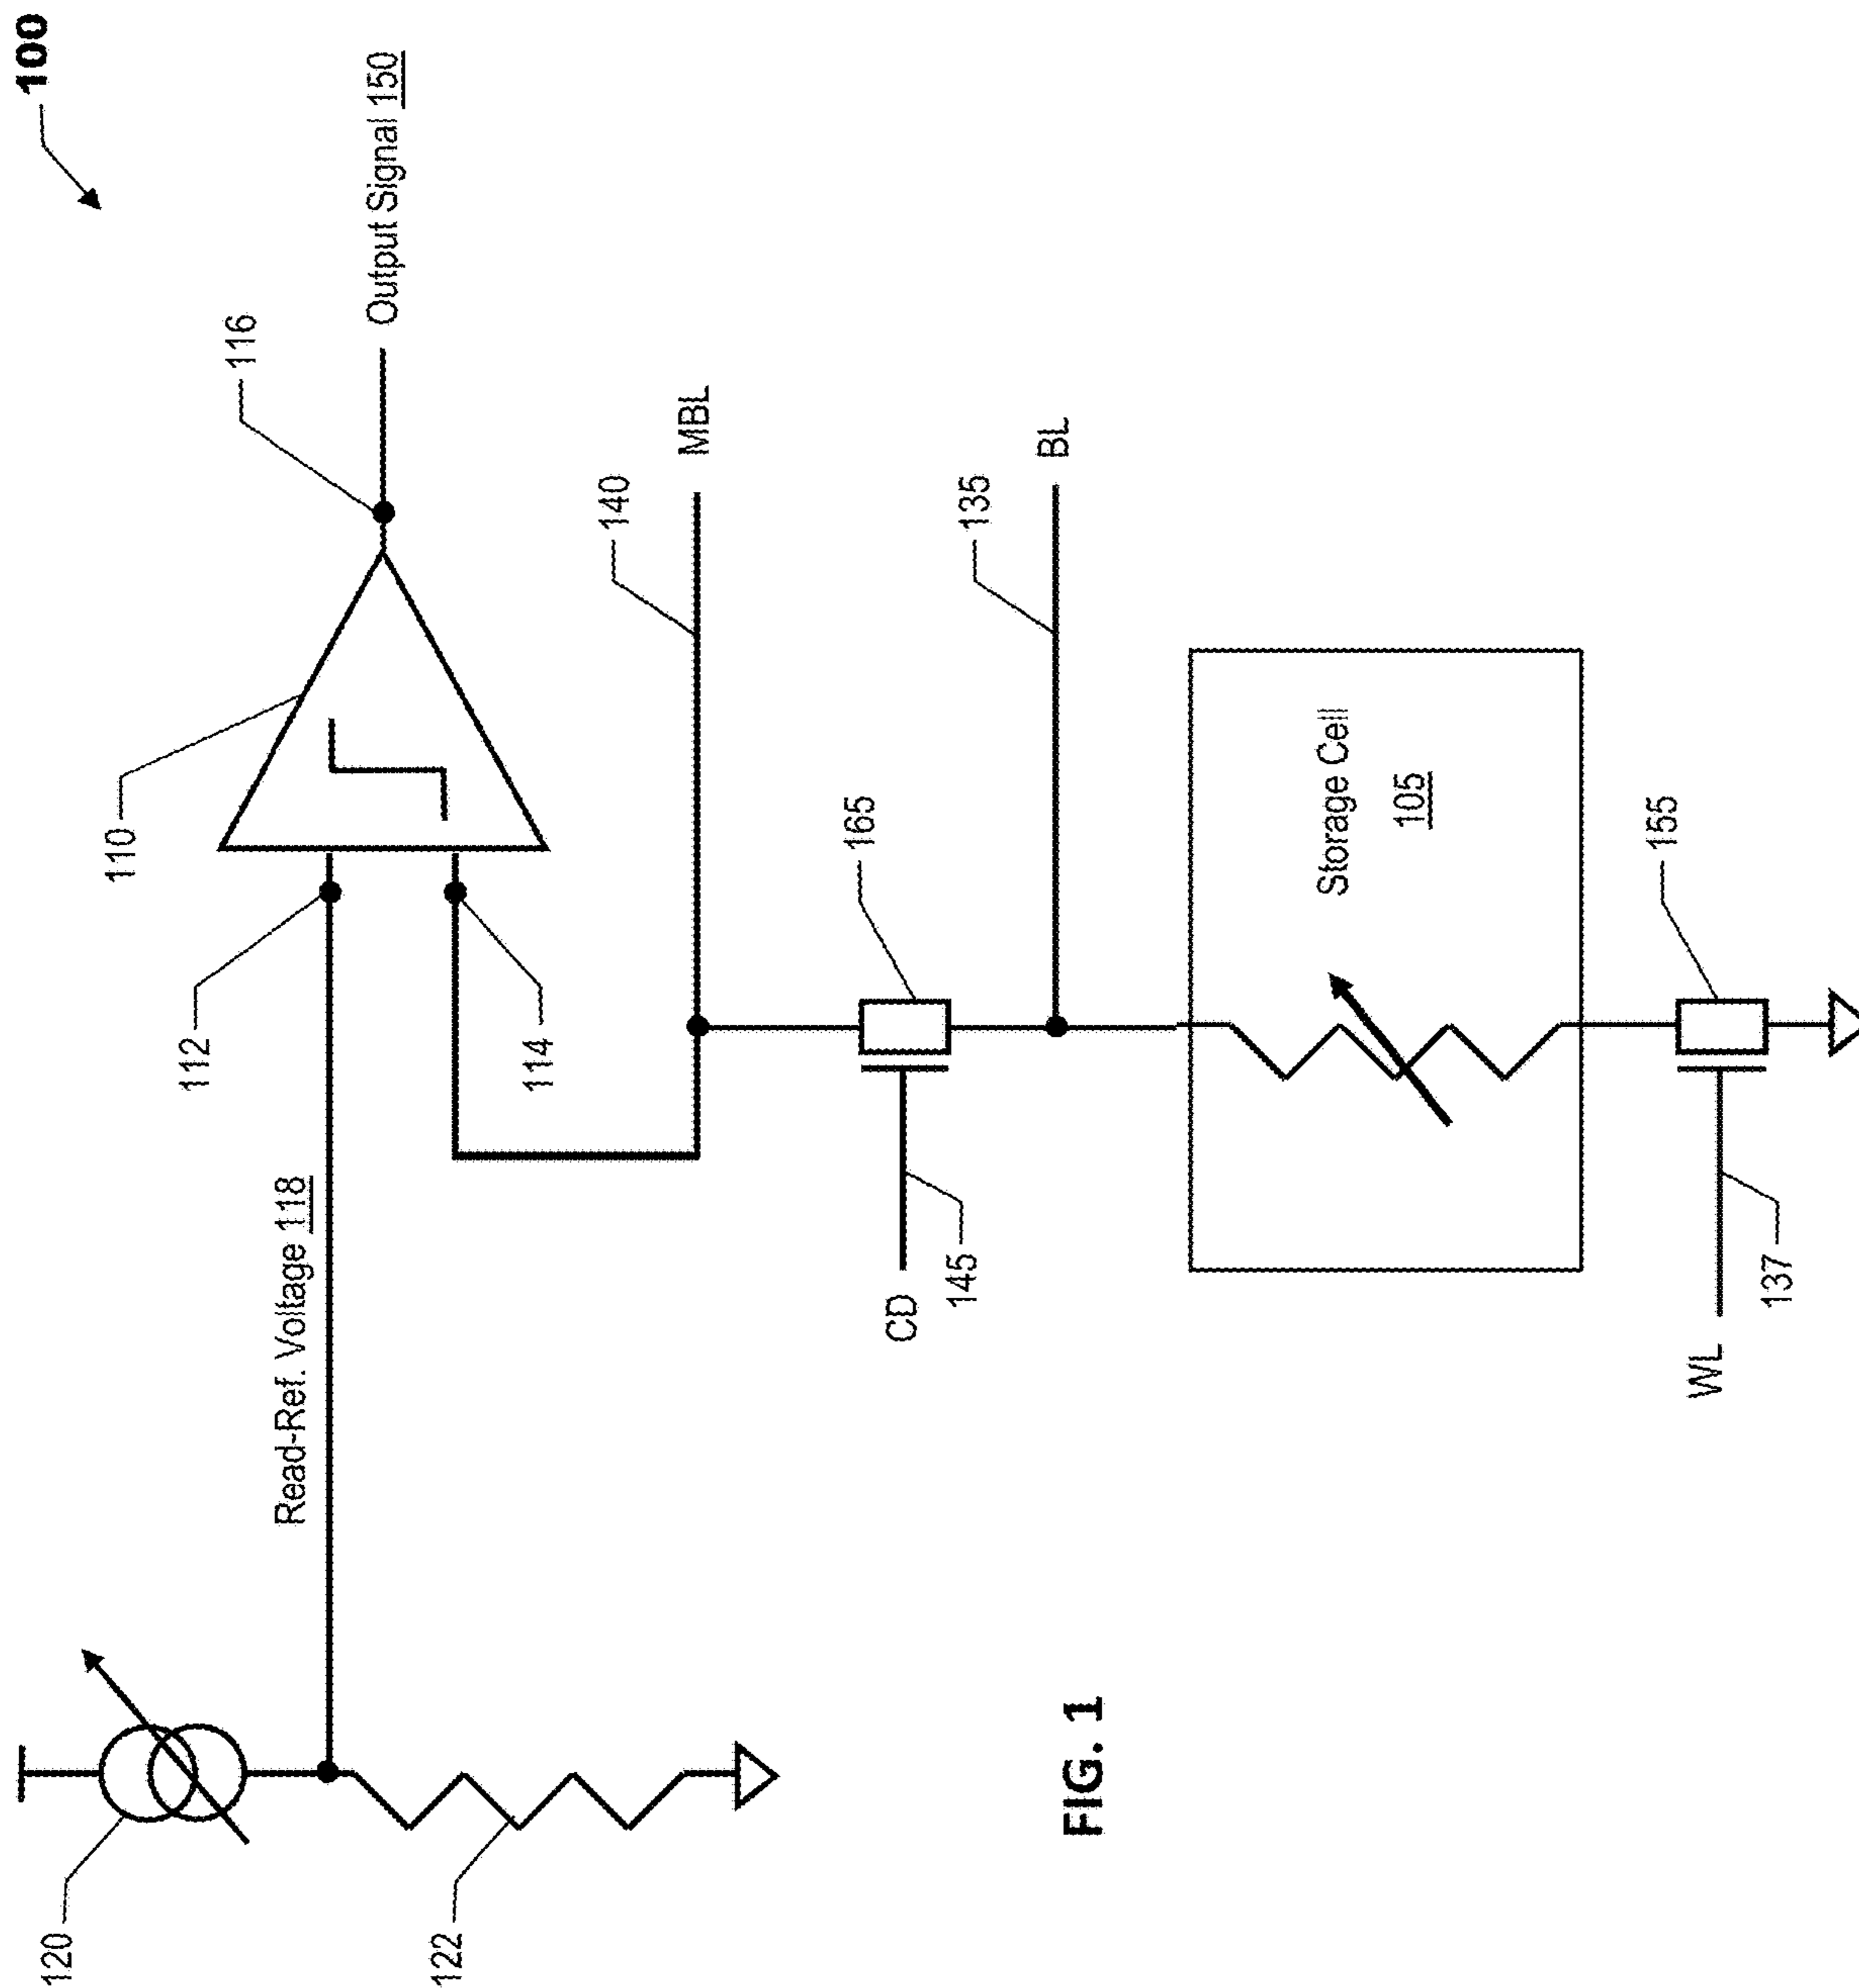 100
Output Signal 150
116
110
112
114
Read-Ref. Voltage 118
120
122
140
MBL
165
CD
145
135
BL
Storage Cell
105
155
WL
137
FIG. 1